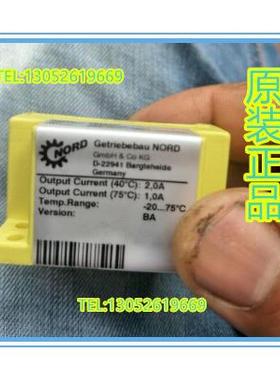 TEL:13052619669
原装正品
NORD
Getriebebau NORD
GmbH & Co KG
D-22941 Bargteheide
Germany
Output Current (40°C): 2,0A
Output Current (75°C): 1,0A
Temp.Range: -20...75°C
Version: BA
TEL:13052619669